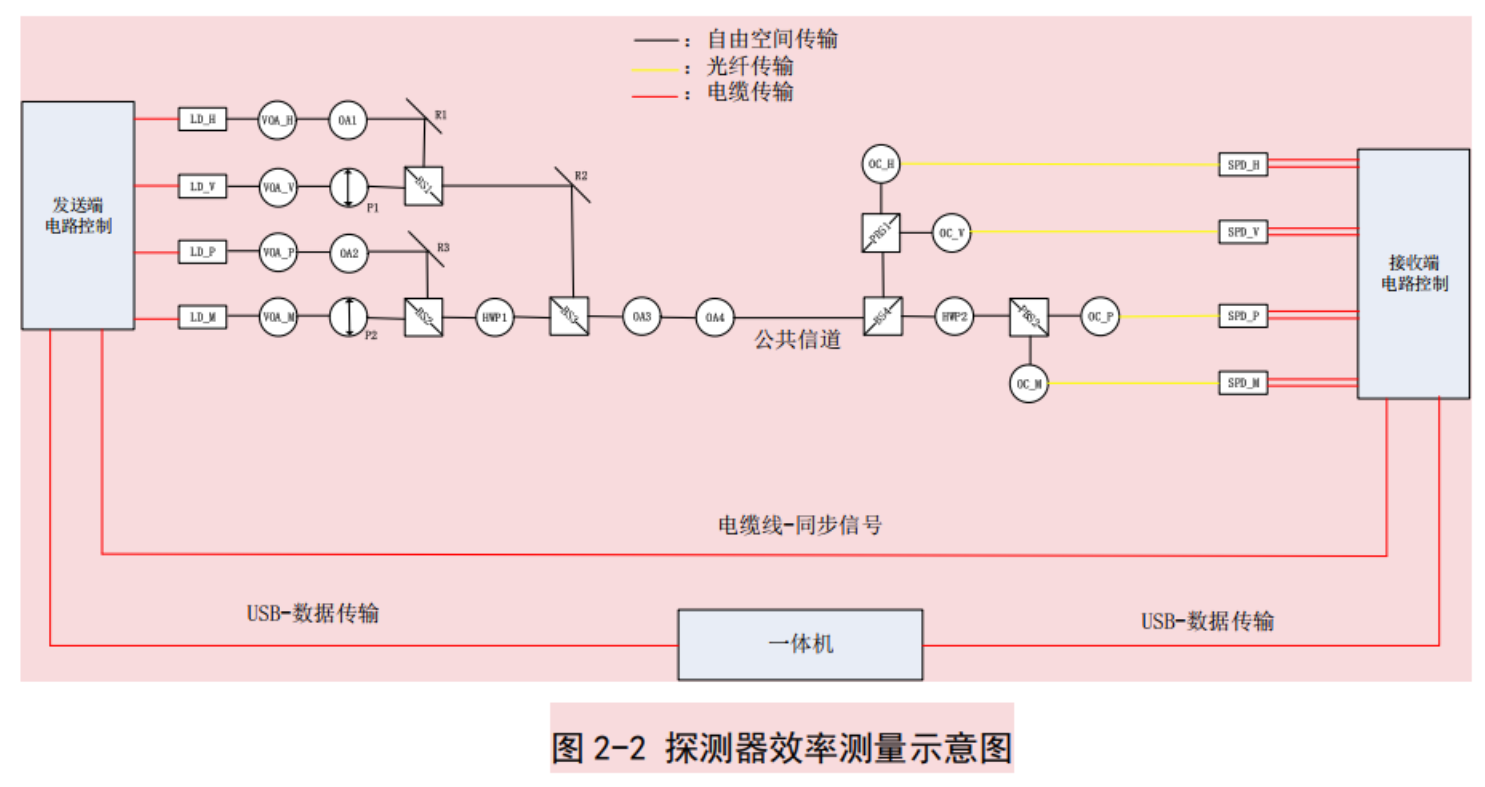 ：自由空间传输
：光纤传输
：电缆传输
发送端
电路控制
LD_H
VOA_H
OA1
R1
LD_V
VOA_V
P1
BS1
R2
LD_P
VOA_P
OA2
R3
LD_M
VOA_M
P2
BS2
HWP1
BS3
OA3
OA4
公共信道
OC_H
PBS1
OC_V
BS4
HWP2
PBS2
OC_P
OC_M
SPD_H
SPD_V
SPD_P
SPD_M
接收端
电路控制
电缆线-同步信号
USB-数据传输
一体机
USB-数据传输
图 2-2 探测器效率测量示意图